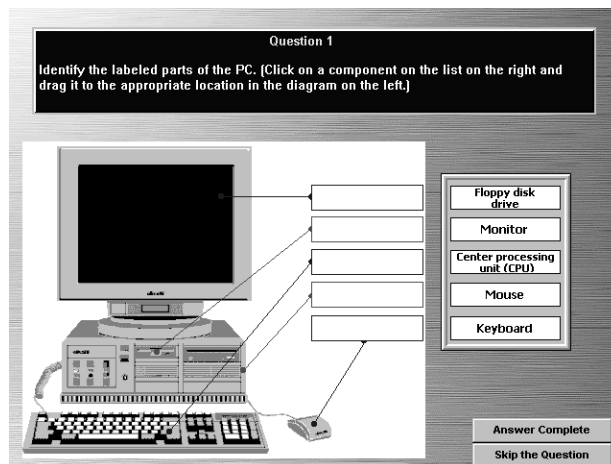 Question 1
Identify the labeled parts of the PC. (Click on a component on the list on the right and
drag it to the appropriate location in the diagram on the left.)
Floppy disk
drive
Monitor
Center processing
unit (CPU)
Mouse
Keyboard
Answer Complete
Skip the Question